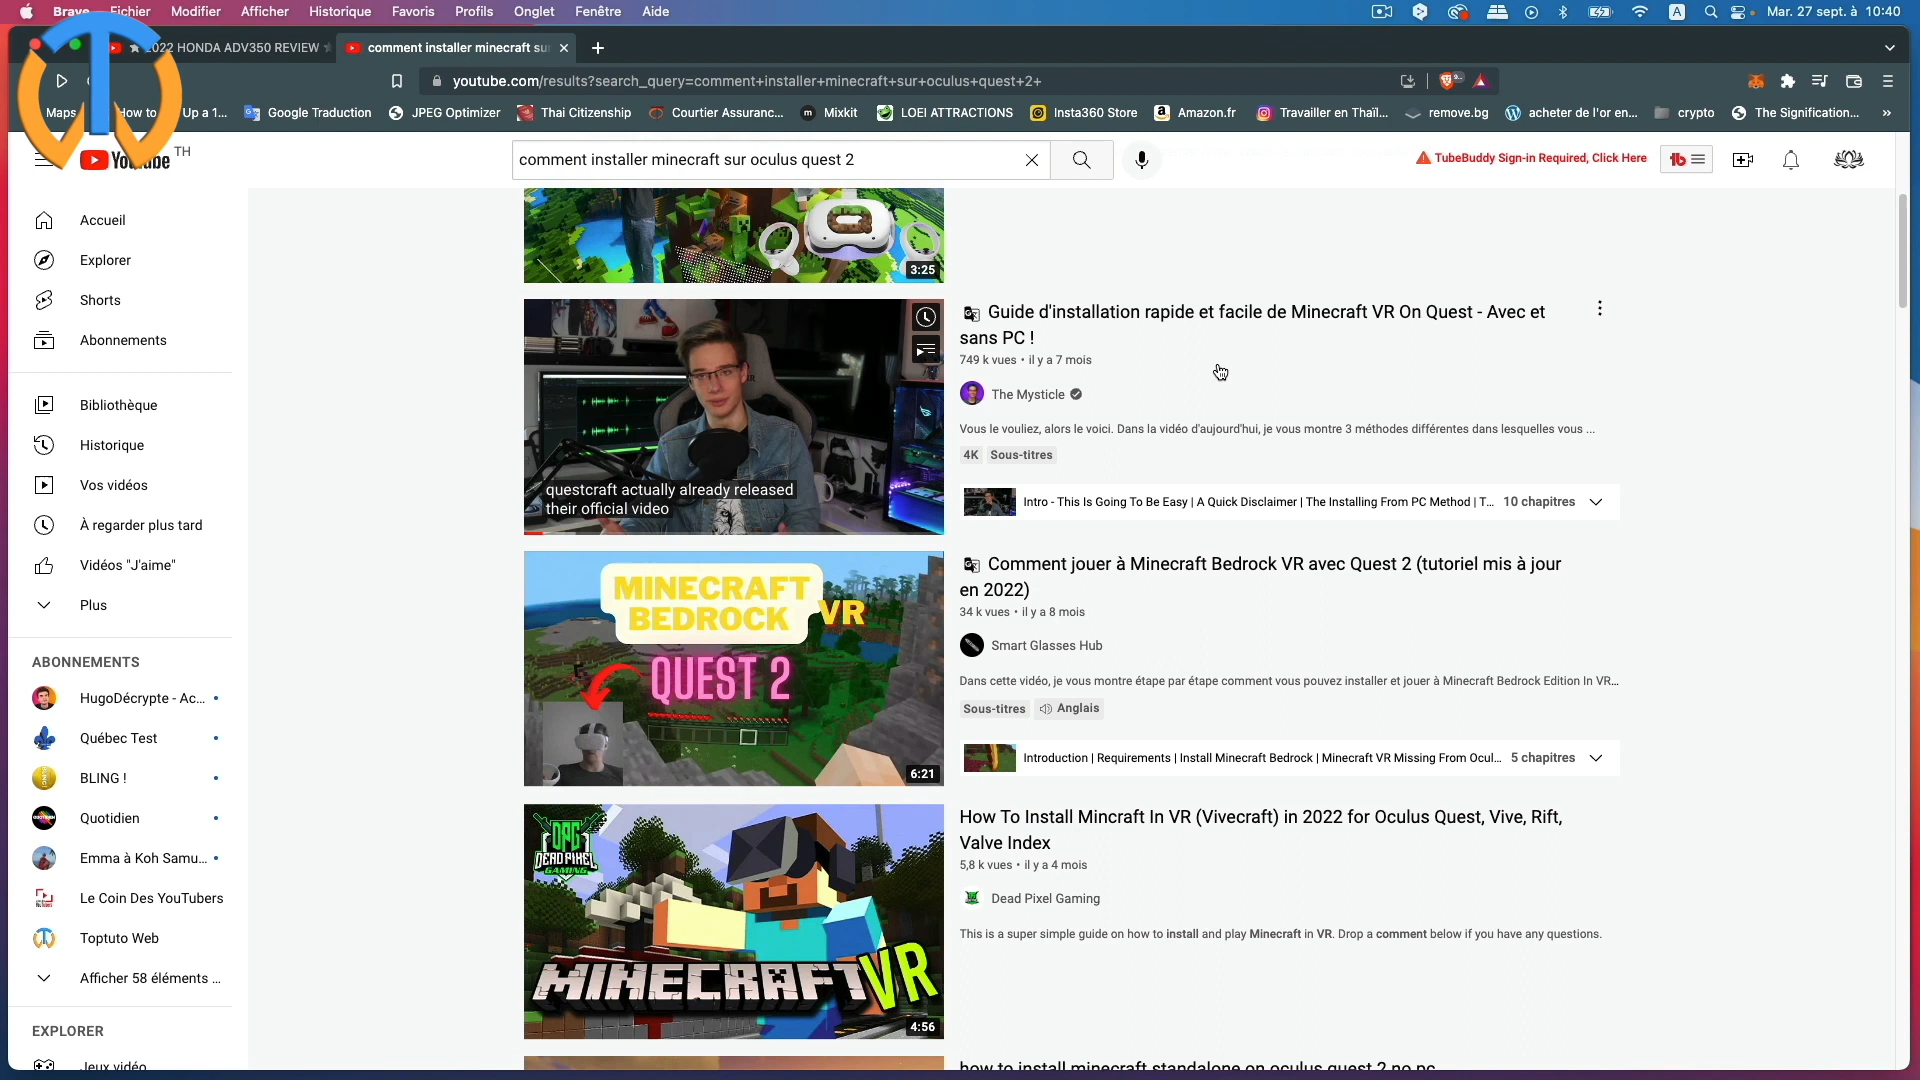 Brave Fichier Modifier Afficher Historique Favoris Profils Onglet Fenêtre Aide
A Mar. 27 sept. à 10:40
2022 HONDA ADV350 REVIEW
comment installer minecraft su
youtube.com/results?search_query=comment+installer+minecraft+sur+oculus+quest+2+
Maps
How to
Up a 1...
Google Traduction
JPEG Optimizer
Thai Citizenship
Courtier Assuranc...
Mixkit
LOEI ATTRACTIONS
Insta360 Store
Amazon.fr
Travailler en Thaïl...
remove.bg
acheter de l'or en...
crypto
The Signification...
»
YouTube TH
comment installer minecraft sur oculus quest 2
TubeBuddy Sign-in Required, Click Here
tb
Accueil
Explorer
Shorts
Abonnements
Bibliothèque
Historique
Vos vidéos
À regarder plus tard
Vidéos "J'aime"
Plus
ABONNEMENTS
HugoDécrypte - Ac...
Québec Test
BLING !
Quotidien
Emma à Koh Samu...
Le Coin Des YouTubers
Toptuto Web
Afficher 58 éléments ...
EXPLORER
Jeux vidéo
3:25
questcraft actually already released
their official video
Guide d'installation rapide et facile de Minecraft VR On Quest - Avec et
sans PC !
749 k vues • il y a 7 mois
The Mysticle
Vous le vouliez, alors le voici. Dans la vidéo d'aujourd'hui, je vous montre 3 méthodes différentes dans lesquelles vous ...
4K Sous-titres
Intro - This Is Going To Be Easy | A Quick Disclaimer | The Installing From PC Method | T... 10 chapitres
MINECRAFT
BEDROCK VR
QUEST 2
6:21
Comment jouer à Minecraft Bedrock VR avec Quest 2 (tutoriel mis à jour
en 2022)
34 k vues • il y a 8 mois
Smart Glasses Hub
Dans cette vidéo, je vous montre étape par étape comment vous pouvez installer et jouer à Minecraft Bedrock Edition In VR...
Sous-titres Anglais
Introduction | Requirements | Install Minecraft Bedrock | Minecraft VR Missing From Ocul... 5 chapitres
DPG
DEAD PIXEL
GAMING
MINECRAFT VR
4:56
How To Install Mincraft In VR (Vivecraft) in 2022 for Oculus Quest, Vive, Rift,
Valve Index
5,8 k vues • il y a 4 mois
Dead Pixel Gaming
This is a super simple guide on how to install and play Minecraft in VR. Drop a comment below if you have any questions.
how to install minecraft standalone on oculus quest 2 no pc